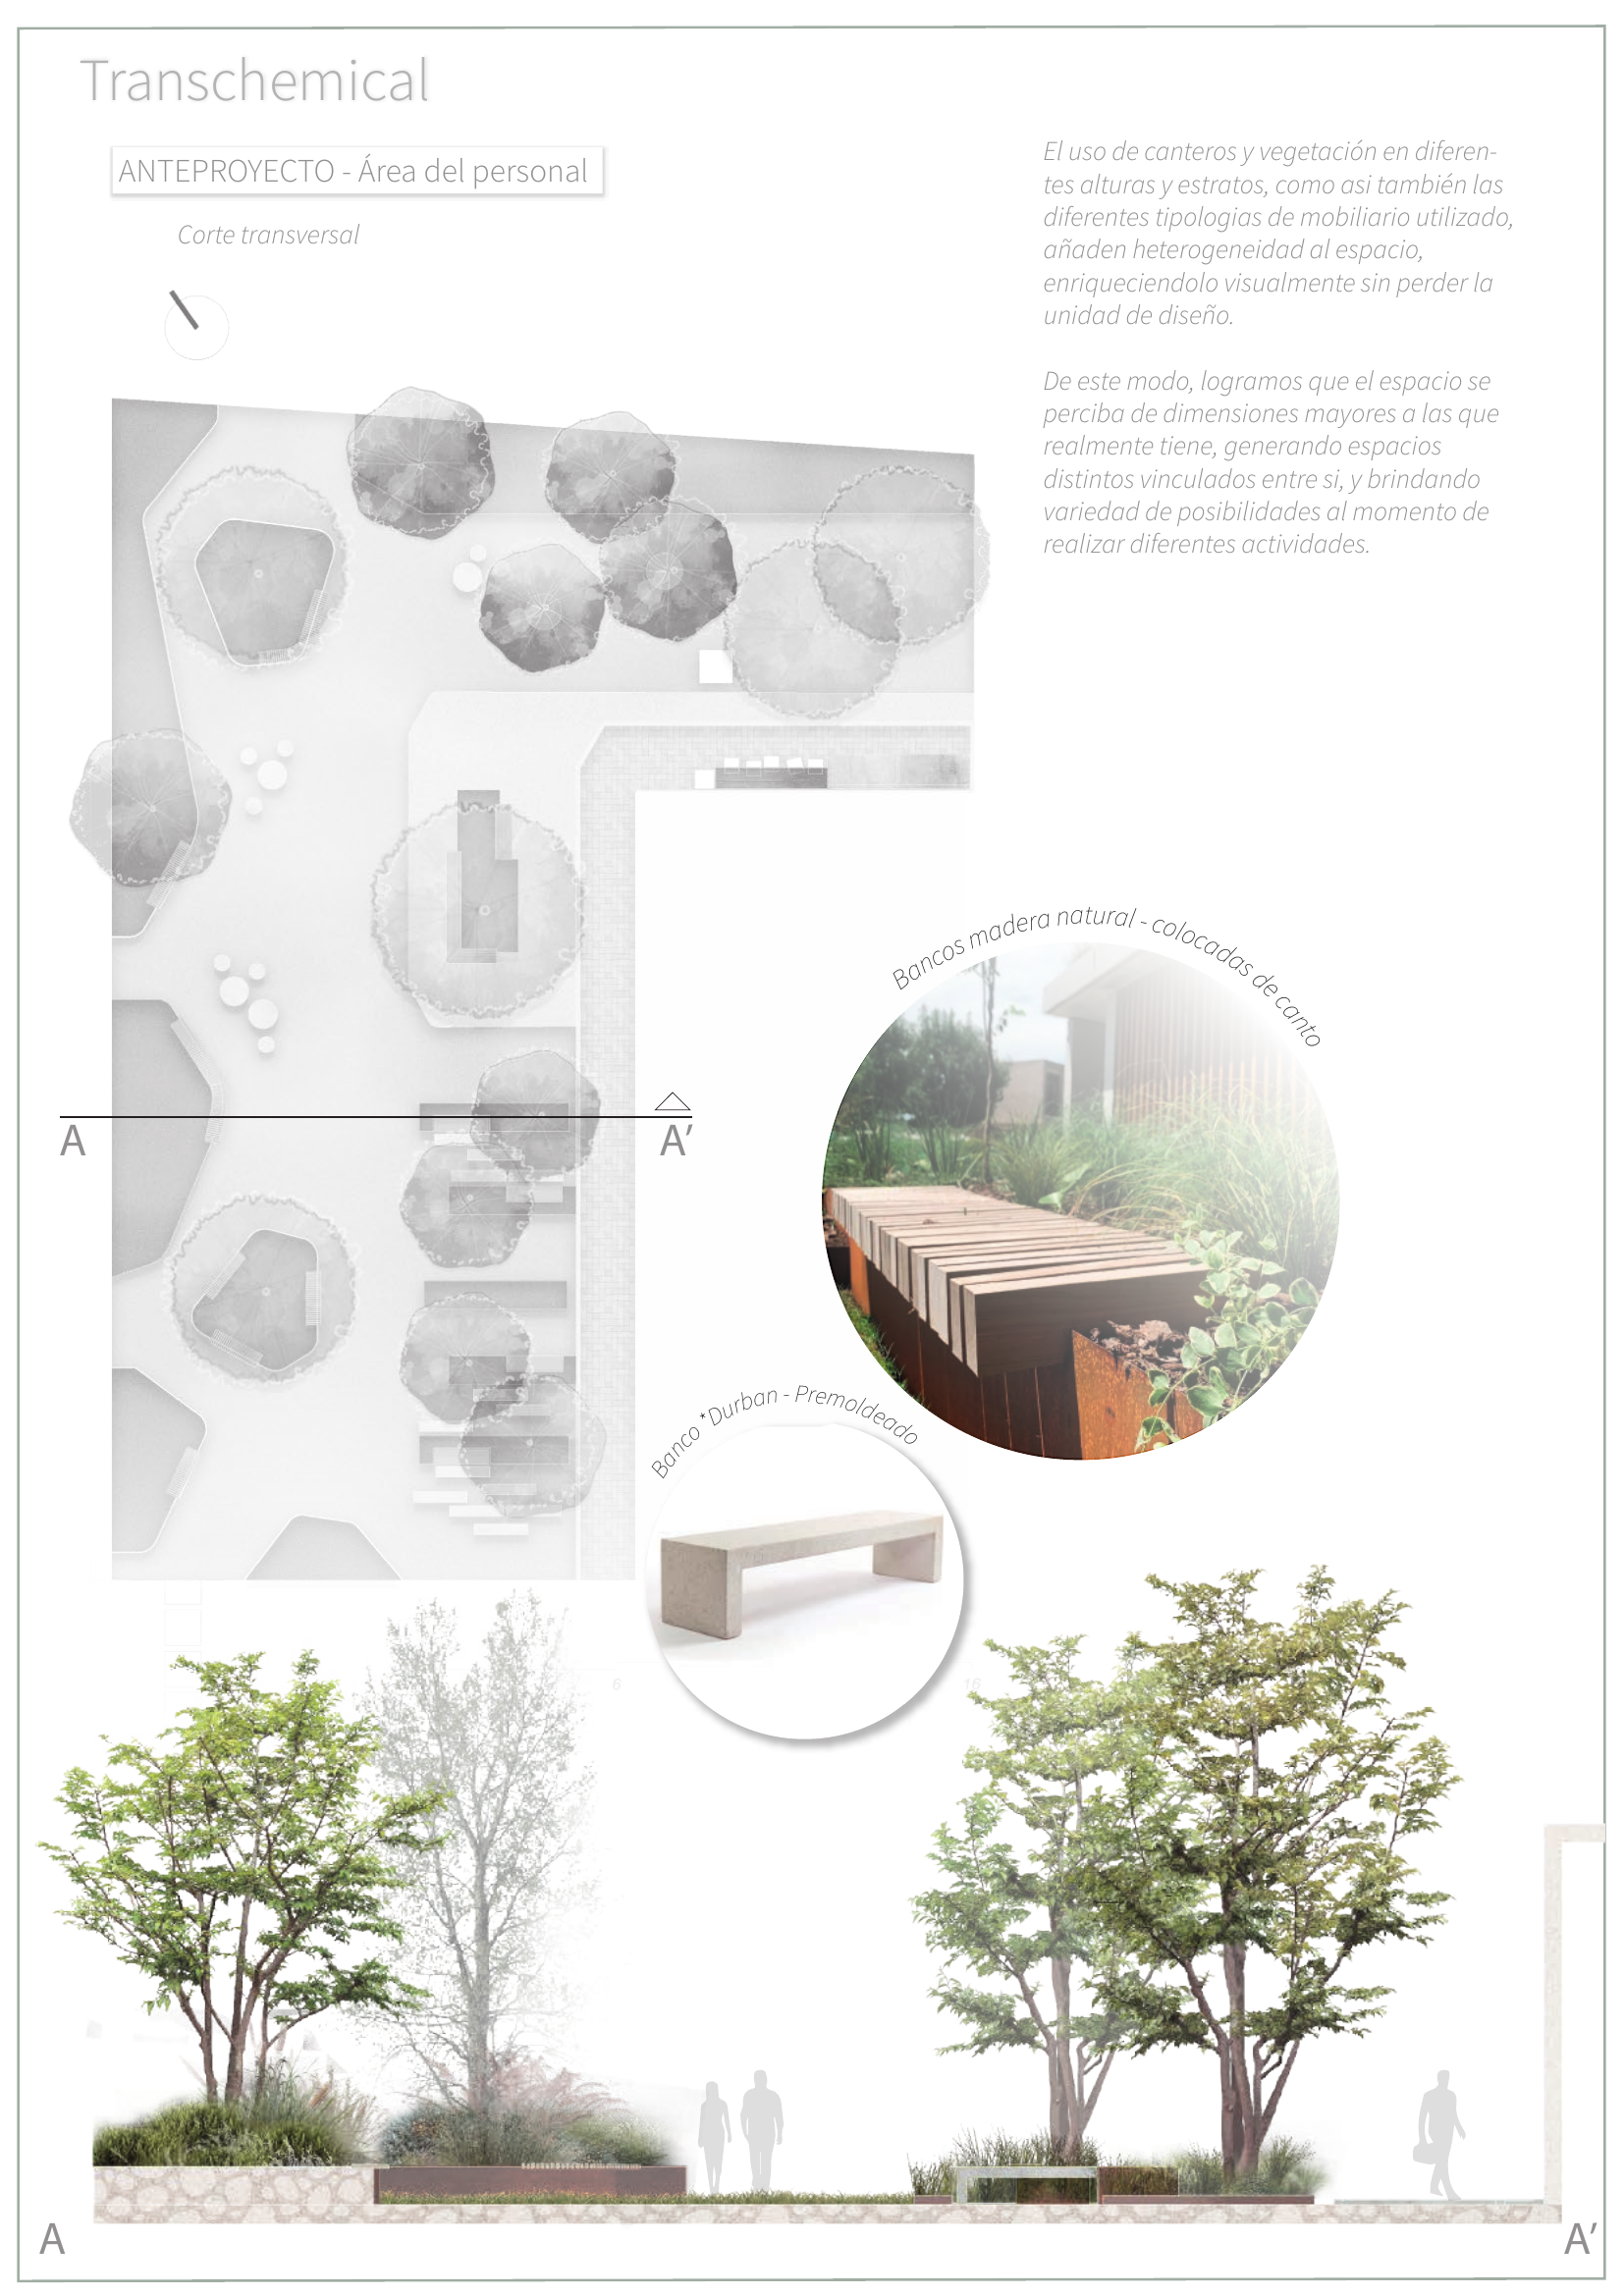 Transchemical
ANTEPROYECTO - Área del personal
Corte transversal
El uso de canteros y vegetación en diferen-
tes alturas y estratos, como asi también las
diferentes tipologias de mobiliario utilizado,
añaden heterogeneidad al espacio,
enriqueciendolo visualmente sin perder la
unidad de diseño.
De este modo, logramos que el espacio se
perciba de dimensiones mayores a las que
realmente tiene, generando espacios
distintos vinculados entre si, y brindando
variedad de posibilidades al momento de
realizar diferentes actividades.
Bancos madera natural - colocadas de canto
A
A'
Banco *Durban - Premoldeado
6
16
A
A'